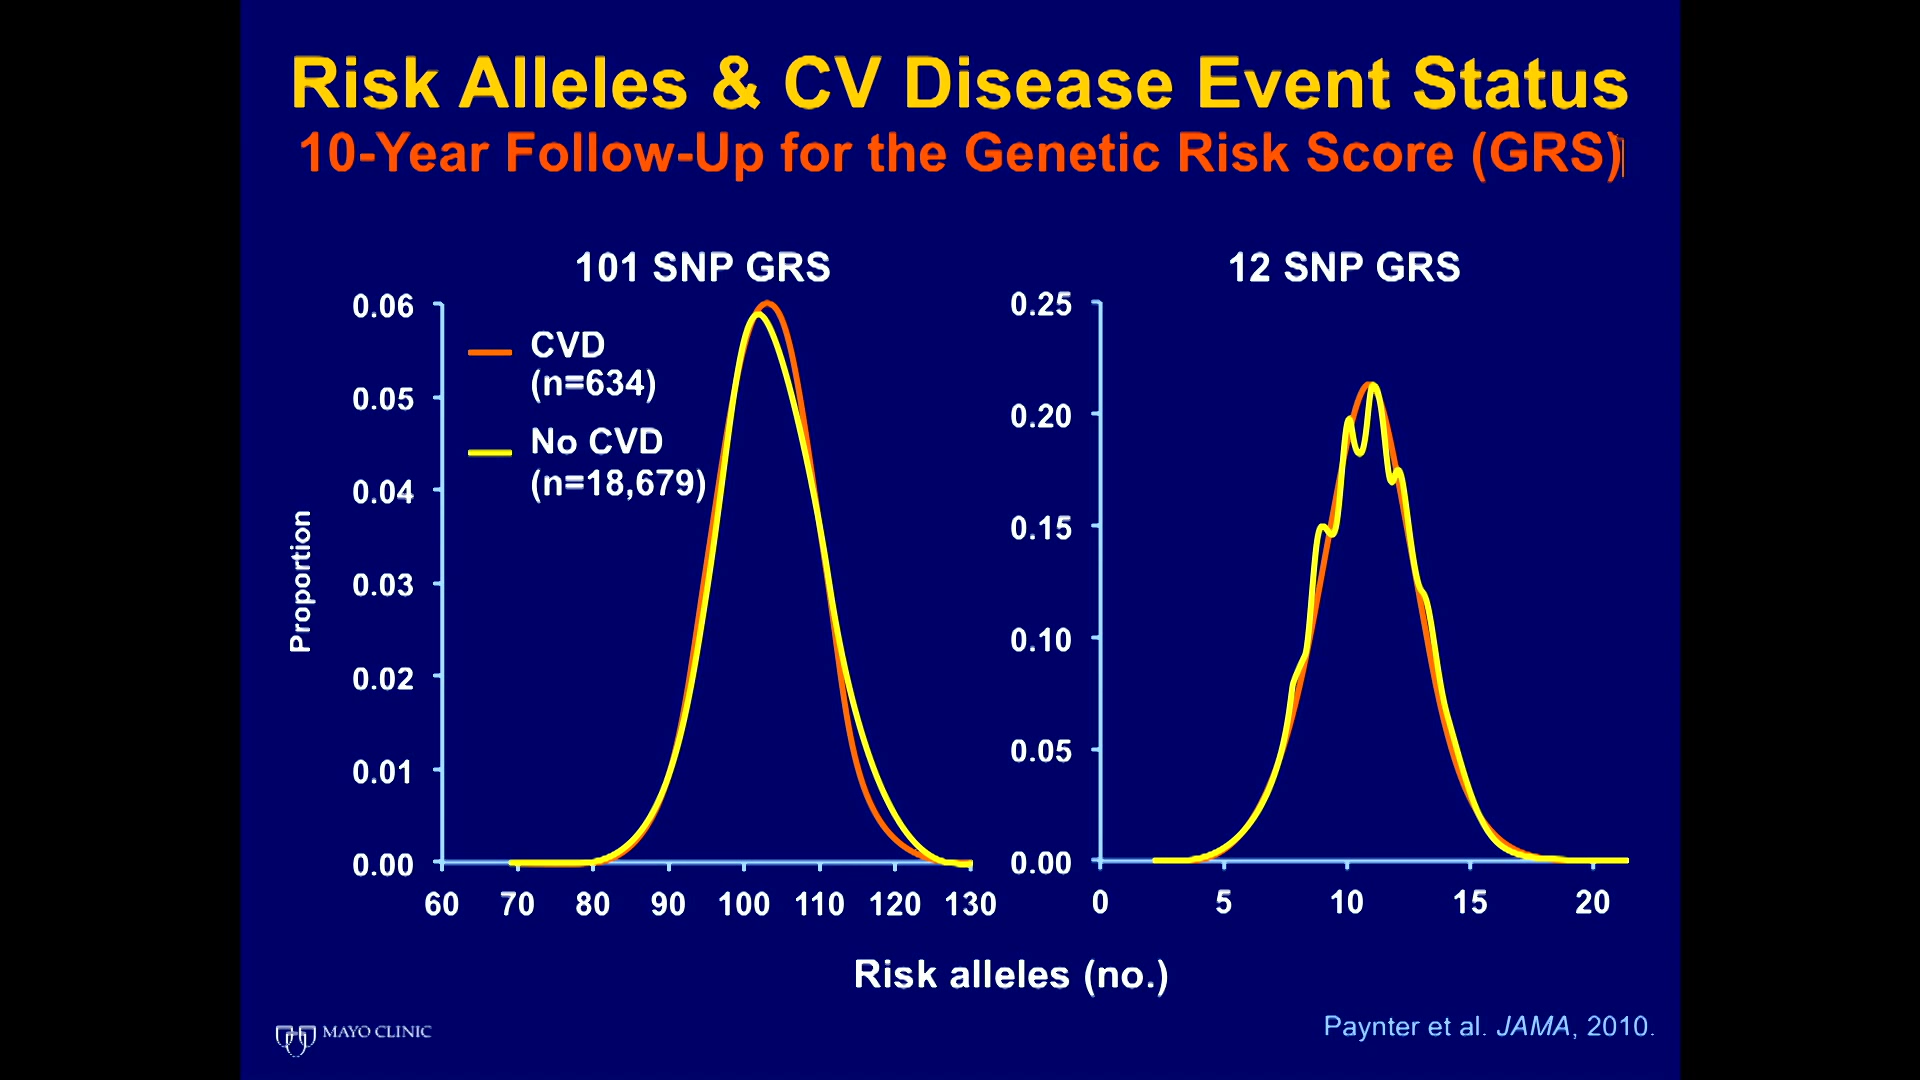 Risk Alleles & CV Disease Event Status
10-Year Follow-Up for the Genetic Risk Score (GRS)
101 SNP GRS
0.06
0.05
0.04
0.03
0.02
0.01
0.00
Proportion
CVD
(n=634)
No CVD
(n=18,679)
60 70 80 90 100 110 120 130
12 SNP GRS
0.25
0.20
0.15
0.10
0.05
0.00
0 5 10 15 20
Risk alleles (no.)
MAYO CLINIC
Paynter et al. JAMA, 2010.